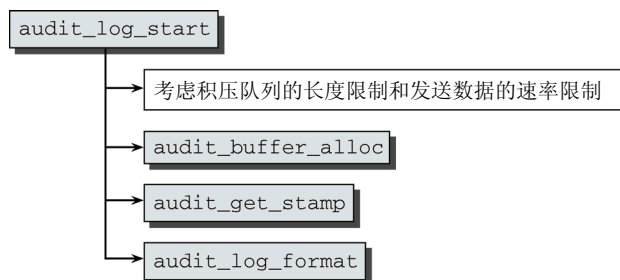 audit_log_start
考虑积压队列的长度限制和发送数据的速率限制
audit_buffer_alloc
audit_get_stamp
audit_log_format